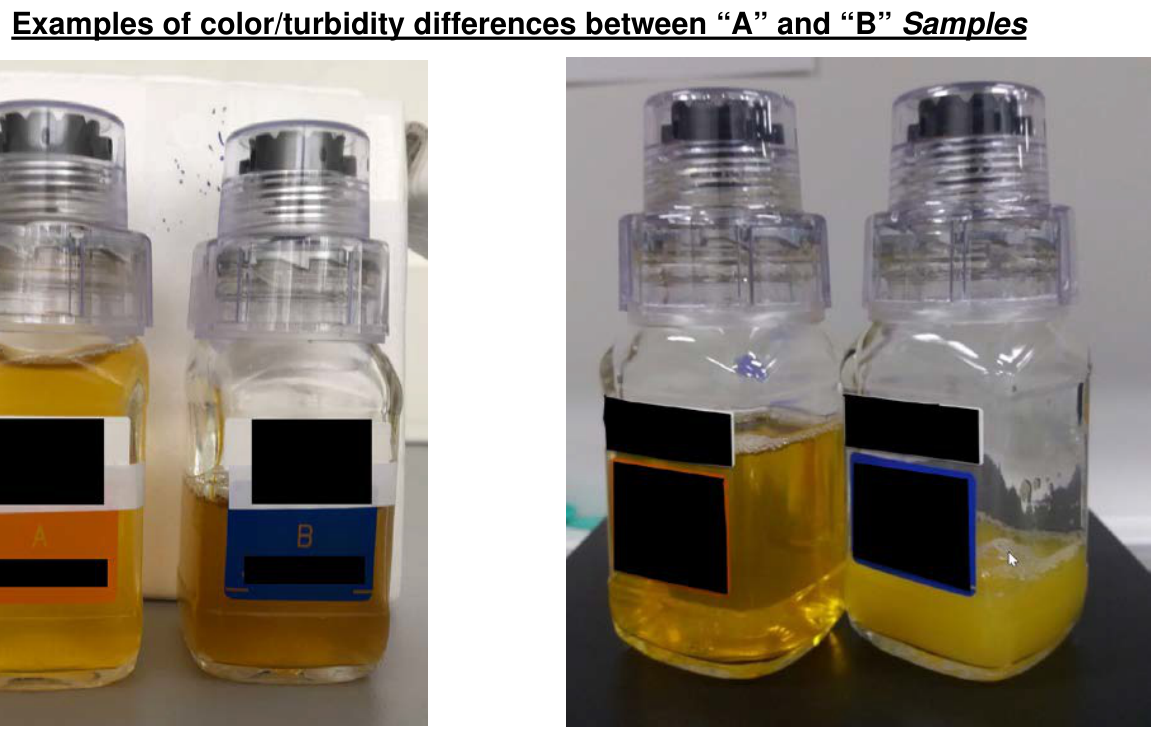 Examples of color/turbidity differences between “A” and “B” Samples
A
B